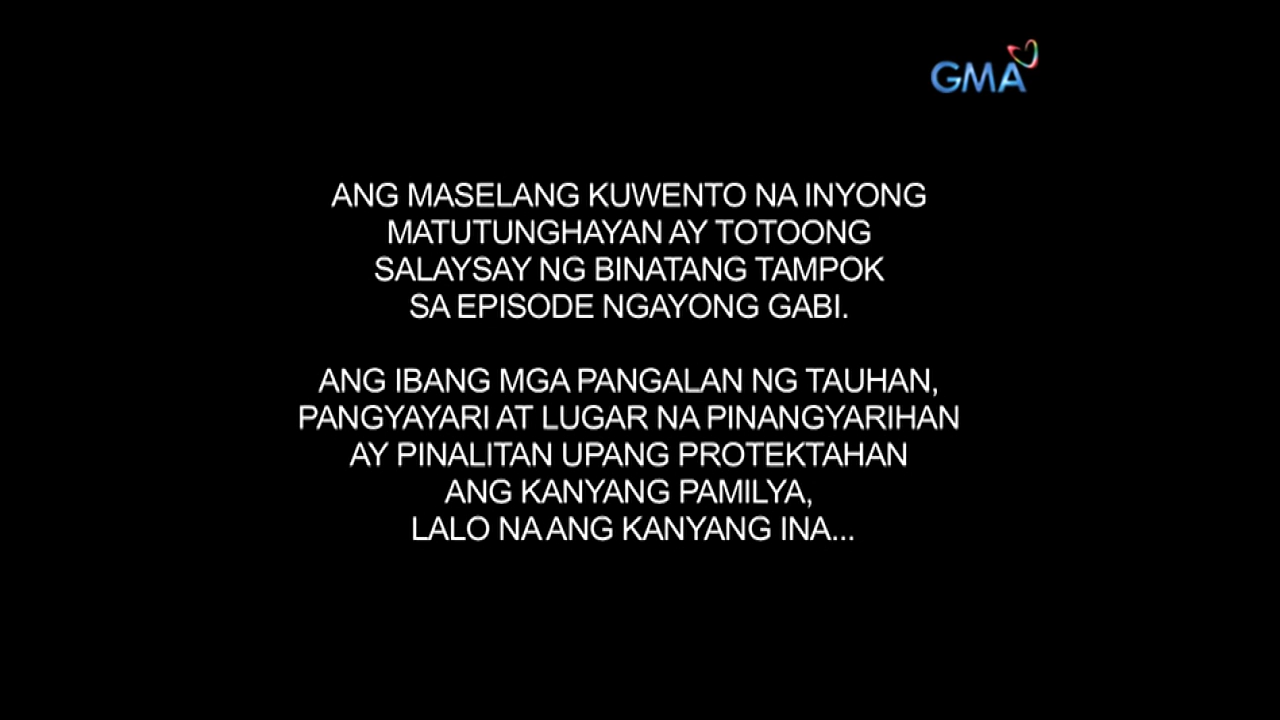 GMA
ANG MASELANG KUWENTO NA INYONG
MATUTUNGHAYAN AY TOTOONG
SALAYSAY NG BINATANG TAMPOK
SA EPISODE NGAYONG GABI.
ANG IBANG MGA PANGALAN NG TAUHAN,
PANGYAYARI AT LUGAR NA PINANGYARIHAN
AY PINALITAN UPANG PROTEKTAHAN
ANG KANYANG PAMILYA,
LALO NA ANG KANYANG INA...